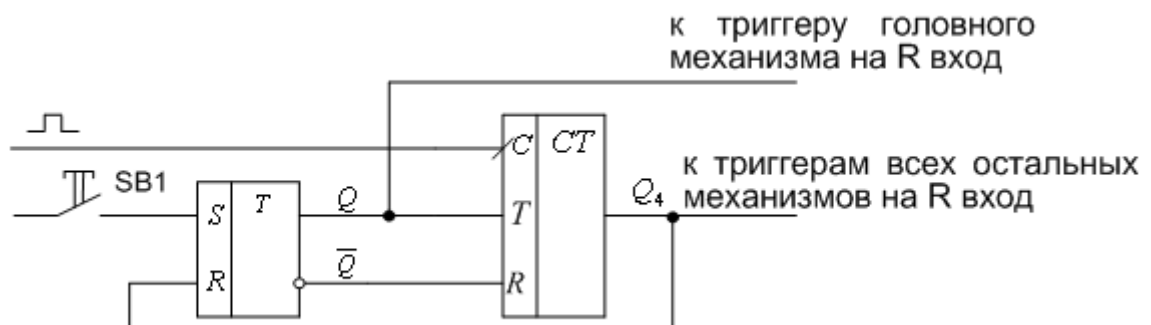 к триггеру головного
механизма на R вход
C CT
SB1
к триггерам всех остальных
механизмов на R вход
S T Q T Q₄
R Q̅ R